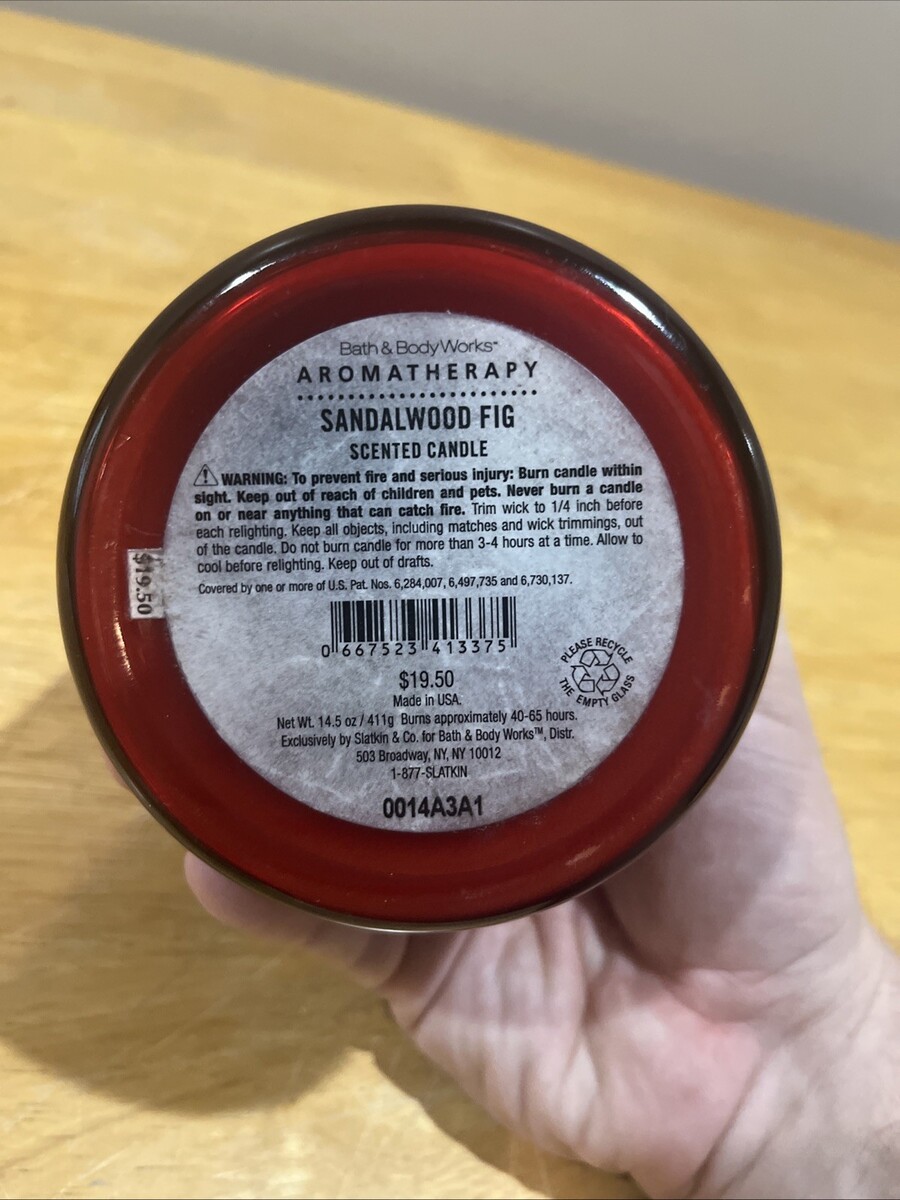 Bath & Body Works™
AROMATHERAPY
SANDALWOOD FIG
SCENTED CANDLE
WARNING: To prevent fire and serious injury: Burn candle within
sight. Keep out of reach of children and pets. Never burn a candle
on or near anything that can catch fire. Trim wick to 1/4 inch before
each relighting. Keep all objects, including matches and wick trimmings, out
of the candle. Do not burn candle for more than 3-4 hours at a time. Allow to
cool before relighting. Keep out of drafts.
Covered by one or more of U.S. Pat. Nos. 6,284,007, 6,497,735 and 6,730,137.
$19.50
0 667523 413375
PLEASE RECYCLE
THE EMPTY GLASS
$19.50
Made in USA.
Net Wt. 14.5 oz / 411g Burns approximately 40-65 hours.
Exclusively by Slatkin & Co. for Bath & Body Works™, Distr.
503 Broadway, NY, NY 10012
1-877-SLATKIN
0014A3A1